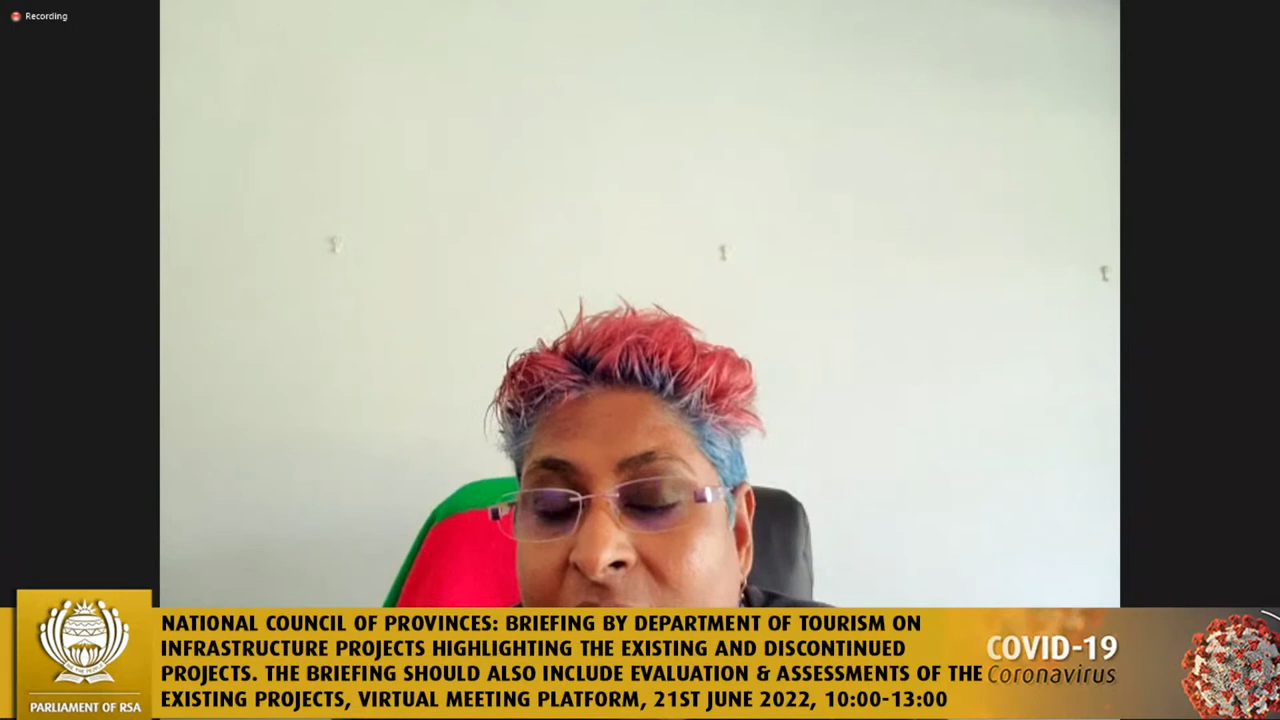 Recording
NATIONAL COUNCIL OF PROVINCES: BRIEFING BY DEPARTMENT OF TOURISM ON
INFRASTRUCTURE PROJECTS HIGHLIGHTING THE EXISTING AND DISCONTINUED
PROJECTS. THE BRIEFING SHOULD ALSO INCLUDE EVALUATION & ASSESSMENTS OF THE
EXISTING PROJECTS, VIRTUAL MEETING PLATFORM, 21ST JUNE 2022, 10:00-13:00
PARLIAMENT OF RSA
COVID-19
Coronavirus